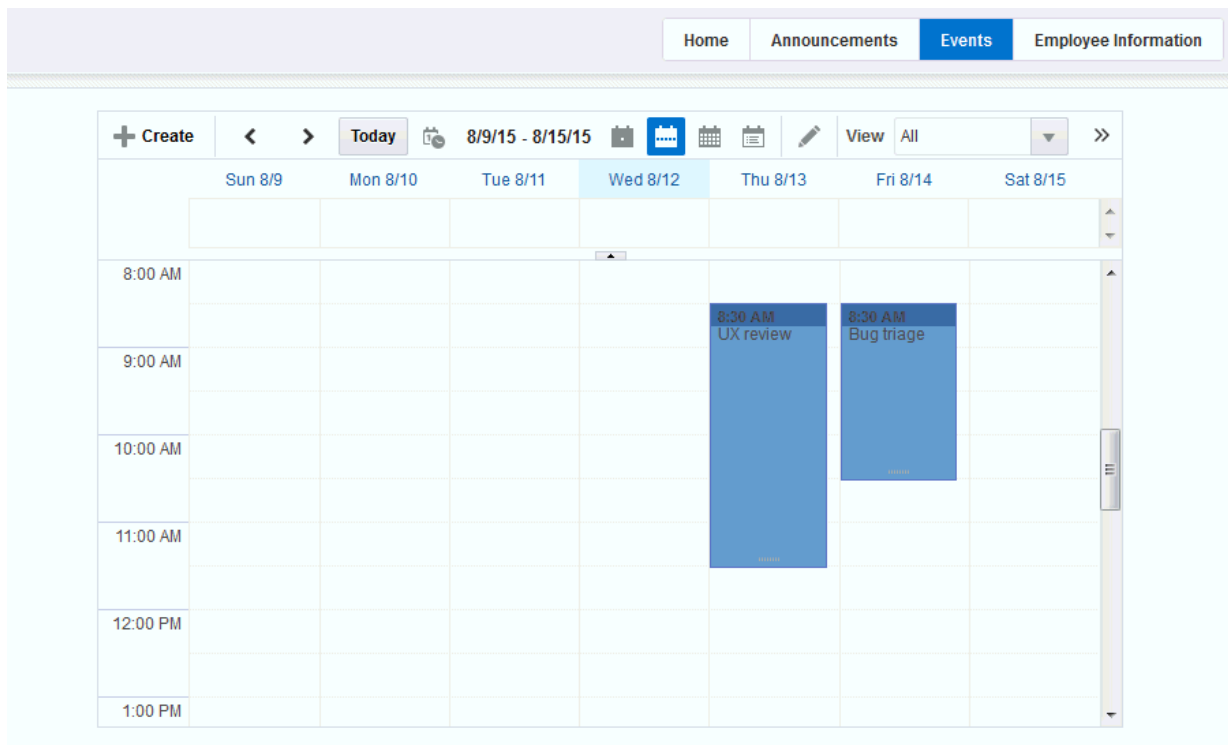 Home Announcements Events Employee Information
Create Today 8/9/15 - 8/15/15 View All
Sun 8/9 Mon 8/10 Tue 8/11 Wed 8/12 Thu 8/13 Fri 8/14 Sat 8/15
8:00 AM
8:30 AM 8:30 AM
UX review Bug triage
9:00 AM
10:00 AM
11:00 AM
12:00 PM
1:00 PM